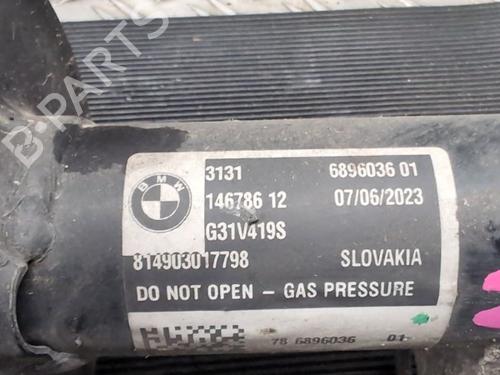 B-PARTS
BMW
3131 6896036 01
146786 12 07/06/2023
G31V419S
814903017798 SLOVAKIA
DO NOT OPEN - GAS PRESSURE
78 6896036 01